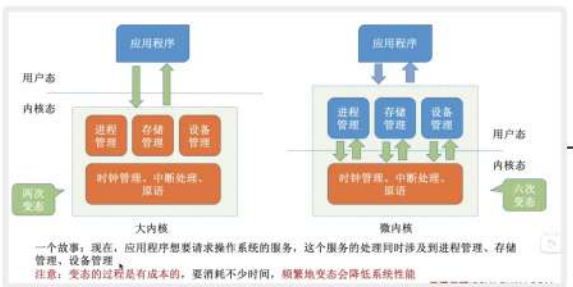 应用程序
应用程序
用户态
内核态
进程管理
存储管理
设备管理
进程管理
存储管理
设备管理
用户态
内核态
时钟管理、中断处理、
原语
时钟管理、中断处理、
原语
两次
变态
六次
变态
大内核
微内核
一个故事：现在，应用程序想要请求操作系统的服务，这个服务的处理同时涉及到进程管理、存储
管理、设备管理
注意：变态的过程是有成本的，要消耗不少时间，频繁地变态会降低系统性能